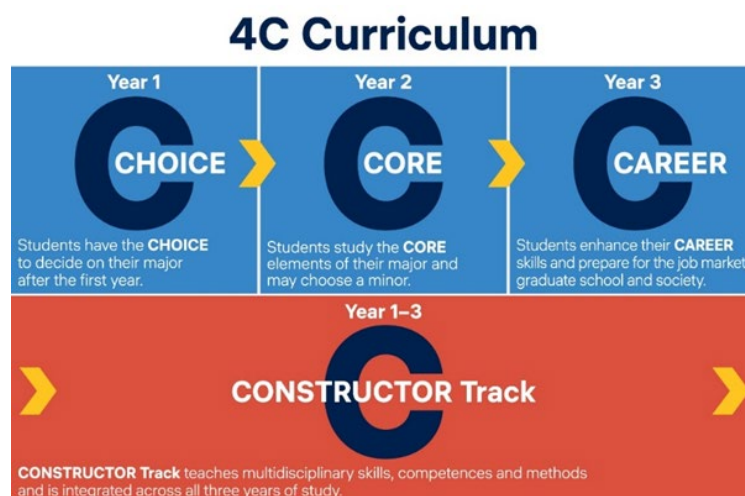 4C Curriculum
Year 1
CHOICE
Students have the CHOICE
to decide on their major
after the first year.
Year 2
CORE
Students study the CORE
elements of their major and
may choose a minor.
Year 3
CAREER
Students enhance their CAREER
skills and prepare for the job market,
graduate school and society.
Year 1–3
CONSTRUCTOR Track
CONSTRUCTOR Track teaches multidisciplinary skills, competences and methods
and is integrated across all three years of study.